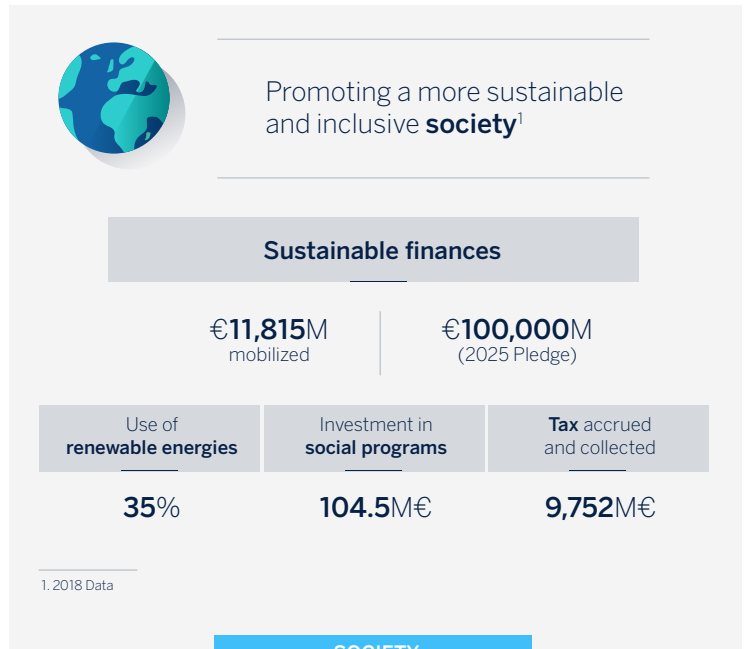 Promoting a more sustainable
and inclusive society¹
Sustainable finances
€11,815M
mobilized
€100,000M
(2025 Pledge)
Use of
renewable energies
35%
Investment in
social programs
104.5M€
Tax accrued
and collected
9,752M€
1. 2018 Data
SOCIETY